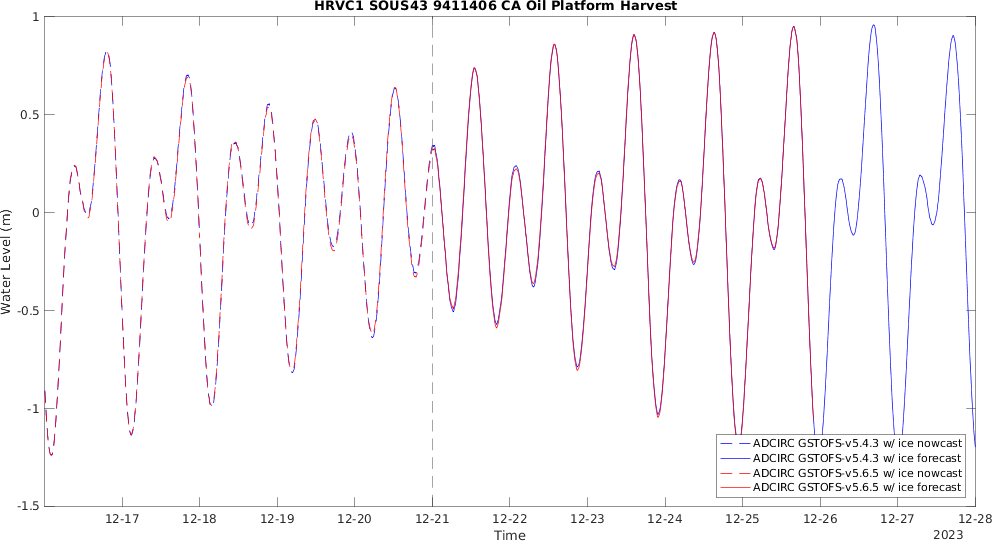 HRVC1 SOUS43 9411406 CA Oil Platform Harvest
Water Level (m)
1
0.5
0
-0.5
-1
-1.5
12-17 12-18 12-19 12-20 12-21 12-22 12-23 12-24 12-25 12-26 12-27 12-28
Time
2023
ADCIRC GSTOFS-v5.4.3 w/ ice nowcast
ADCIRC GSTOFS-v5.4.3 w/ ice forecast
ADCIRC GSTOFS-v5.6.5 w/ ice nowcast
ADCIRC GSTOFS-v5.6.5 w/ ice forecast